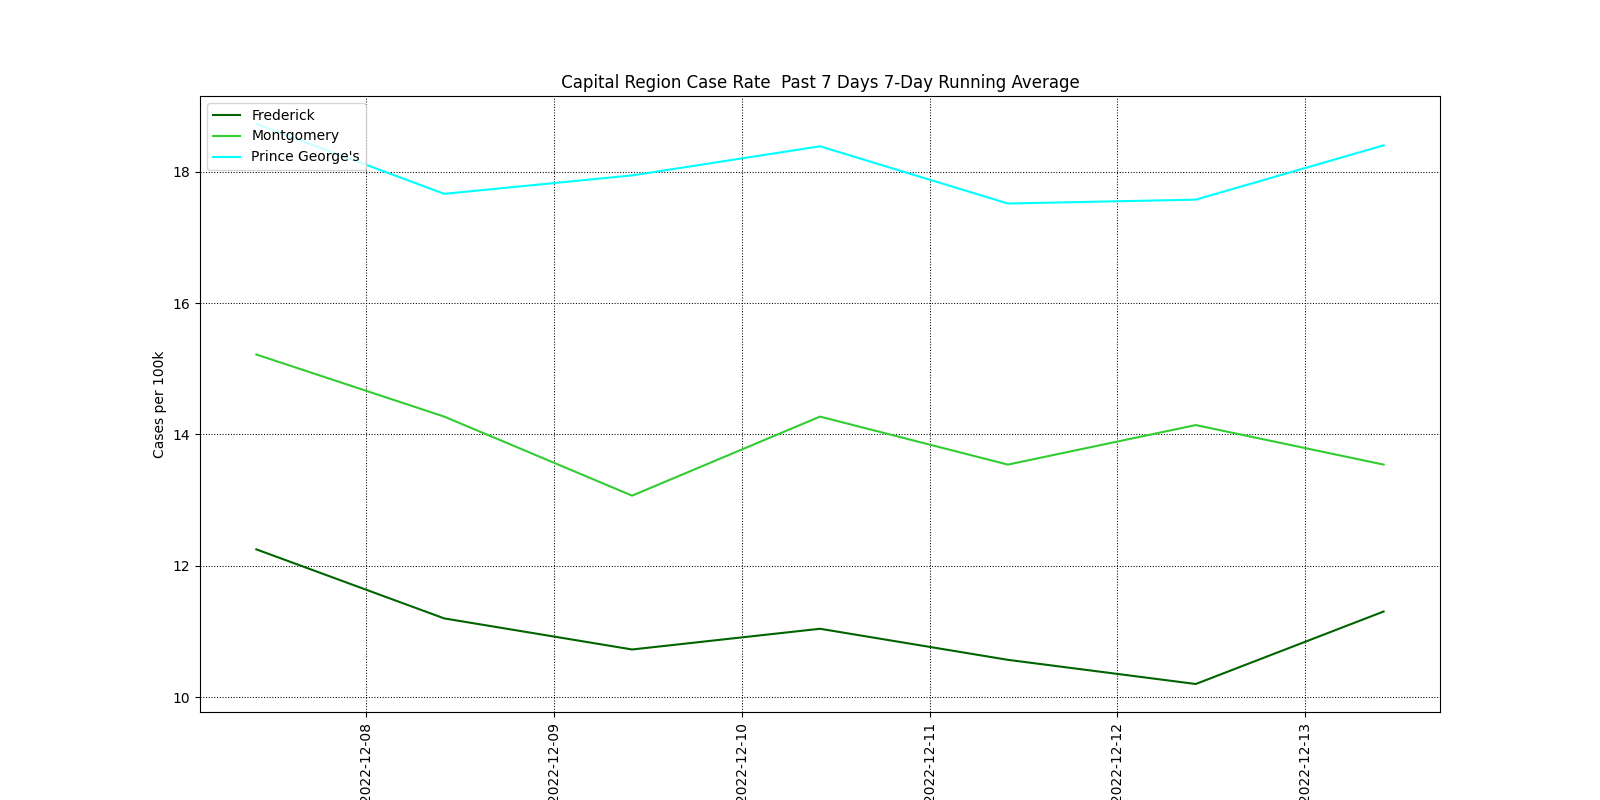 Capital Region Case Rate  Past 7 Days 7-Day Running Average
Frederick
Montgomery
Prince George's
18
16
14
12
10
Cases per 100k
2022-12-08
2022-12-09
2022-12-10
2022-12-11
2022-12-12
2022-12-13